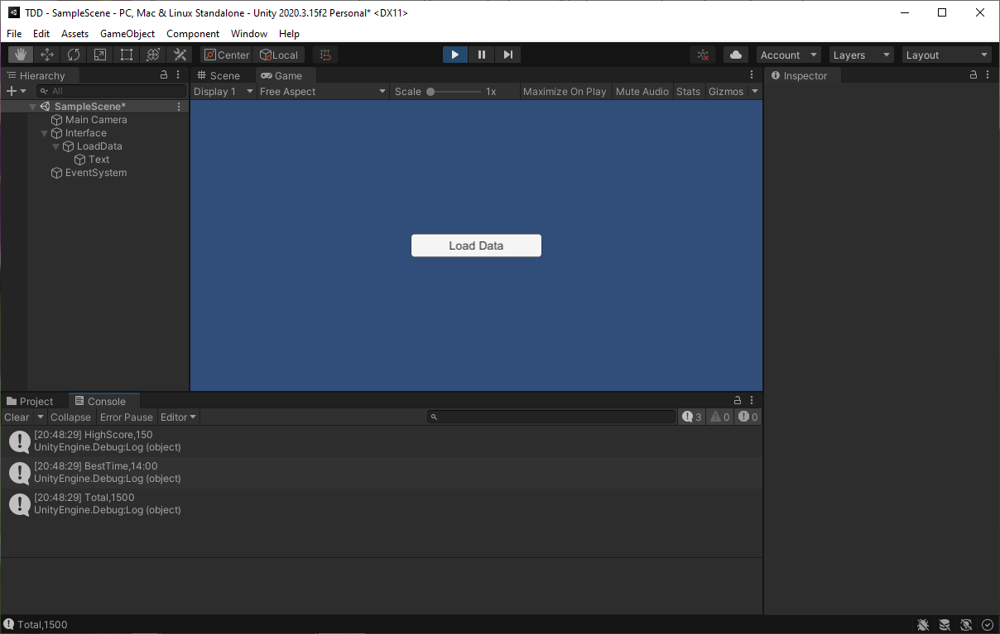 TDD - SampleScene - PC, Mac & Linux Standalone - Unity 2020.3.15f2 Personal* <DX11>
File Edit Assets GameObject Component Window Help
Center Local Account Layers Layout
Hierarchy Scene Game Inspector
All Display 1 Free Aspect Scale 1x Maximize On Play Mute Audio Stats Gizmos
SampleScene*
Main Camera
Interface
LoadData
Text
EventSystem
Load Data
Project Console
Clear Collapse Error Pause Editor 3 0 0
[20:48:29] HighScore,150
UnityEngine.Debug:Log (object)
[20:48:29] BestTime,14:00
UnityEngine.Debug:Log (object)
[20:48:29] Total,1500
UnityEngine.Debug:Log (object)
Total,1500